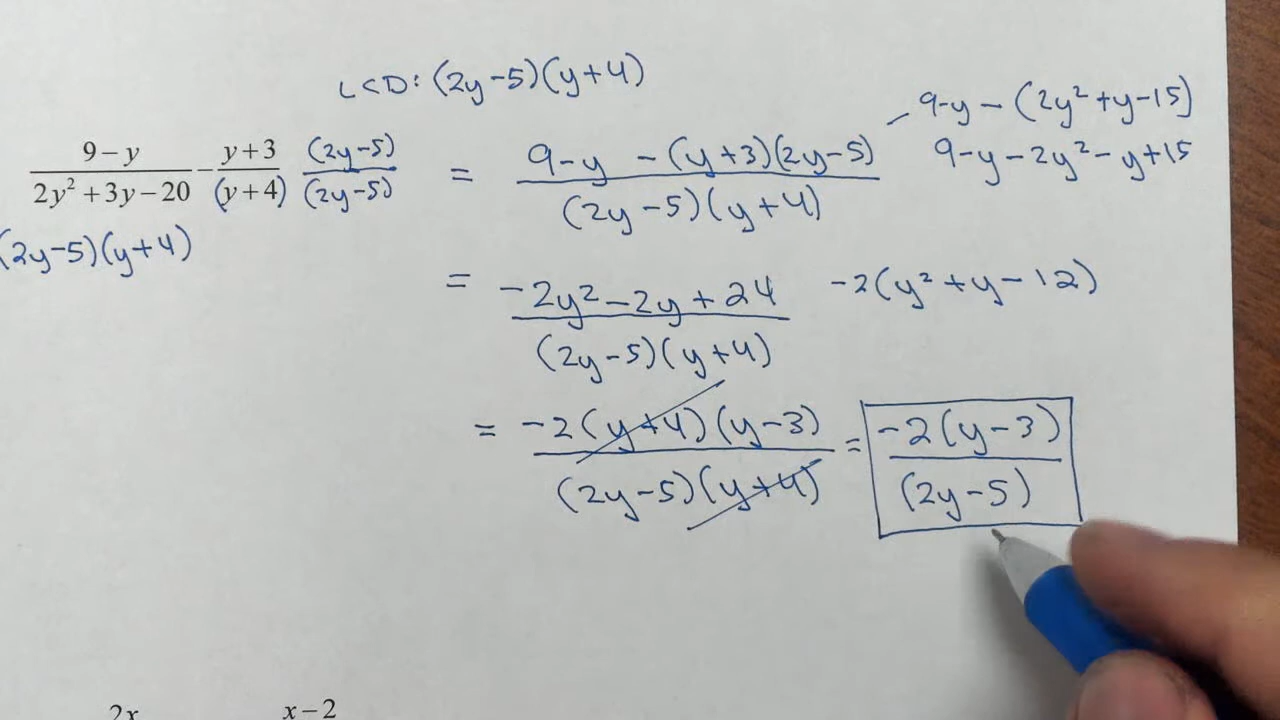 LCD: (2y-5)(y+4)
9-y / 2y²+3y-20 - y+3 / (y+4) (2y-5) / (2y-5) = 9-y -(y+3)(2y-5) / (2y-5)(y+4)
9-y-(2y²+y-15)
9-y-2y²-y+15
(2y-5)(y+4)
= -2y²-2y+24 / (2y-5)(y+4)
-2(y²+y-12)
= -2(y+4)(y-3) / (2y-5)(y+4) = -2(y-3) / (2y-5)
2x
x-2